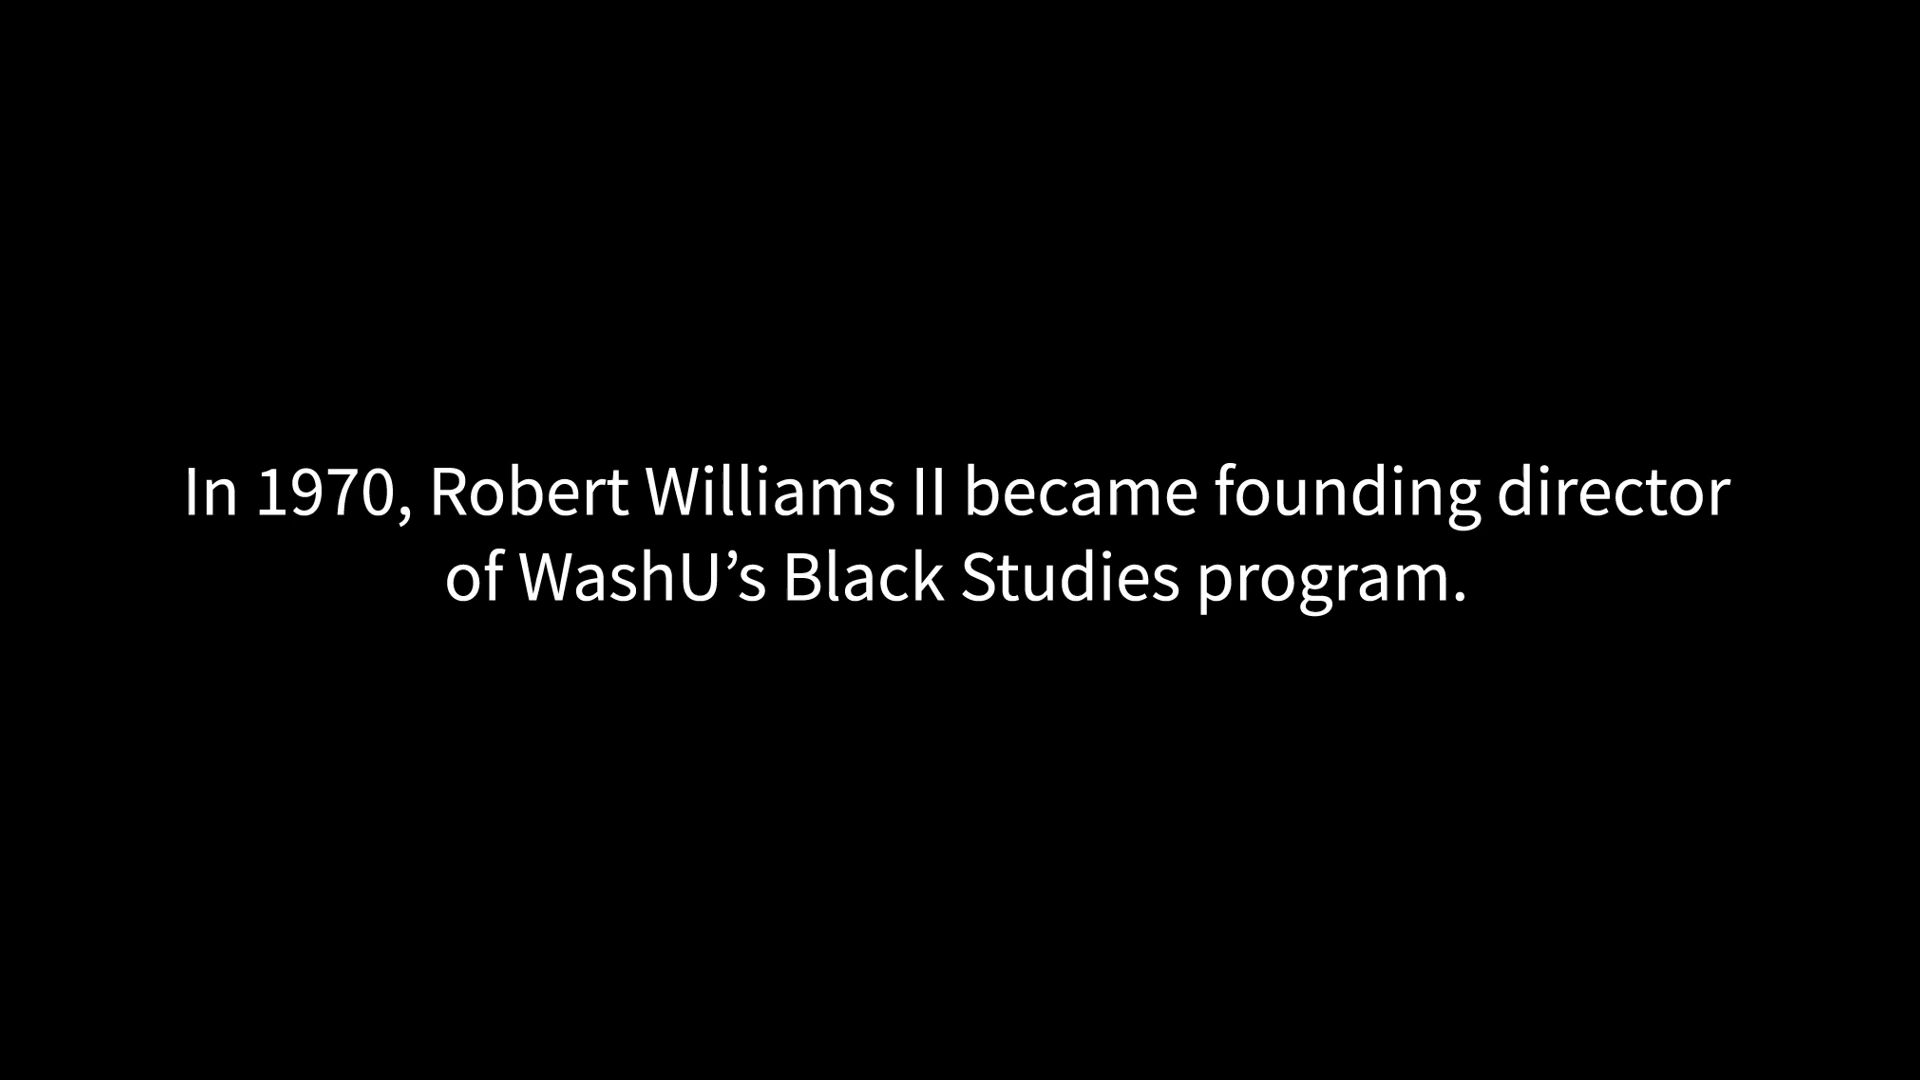 In 1970, Robert Williams II became founding director
of WashU’s Black Studies program.